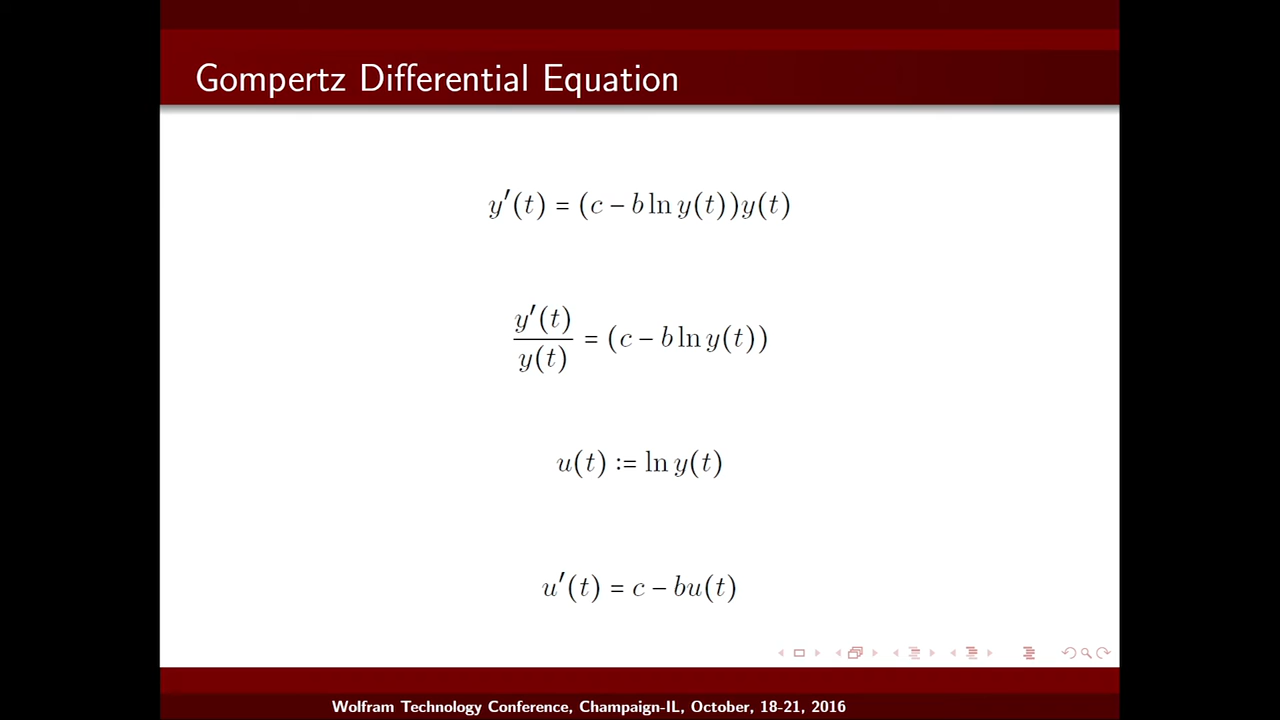 Gompertz Differential Equation
y′(t) = (c − b ln y(t))y(t)
y′(t)
y(t)
= (c − b ln y(t))
u(t) := ln y(t)
u′(t) = c − bu(t)
Wolfram Technology Conference, Champaign-IL, October, 18-21, 2016